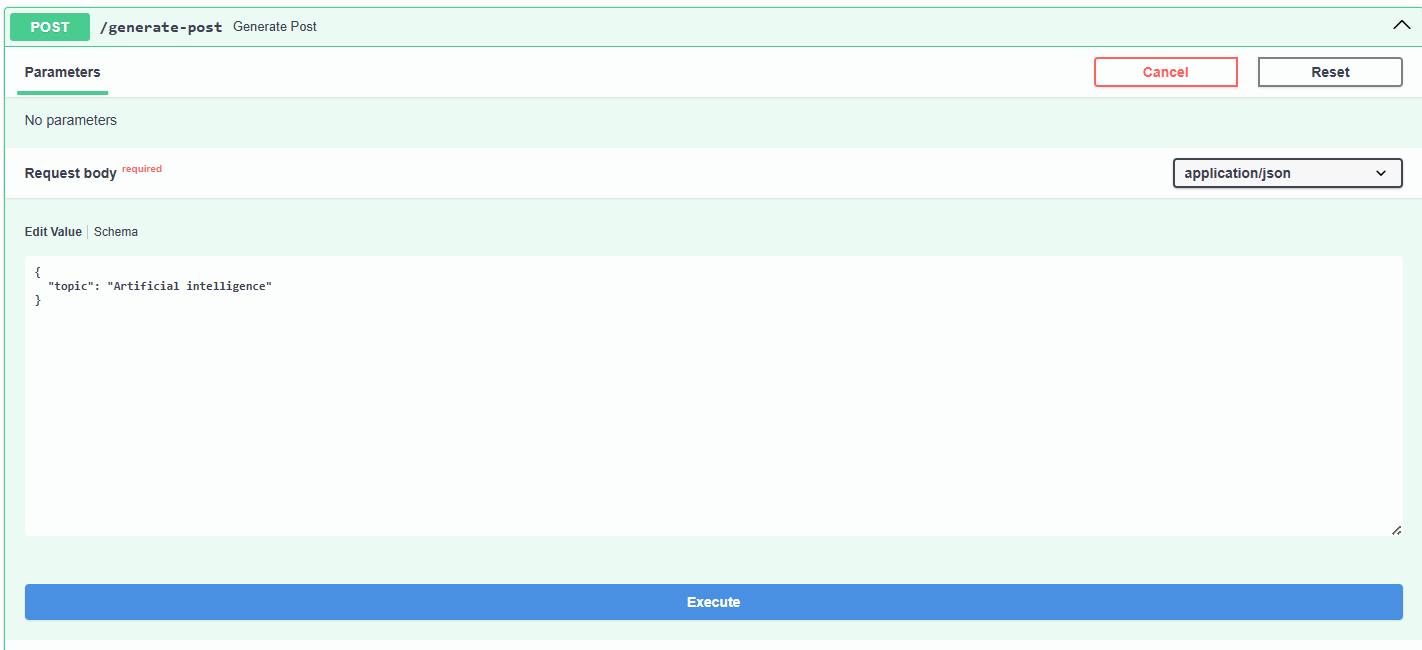 POST /generate-post Generate Post
Parameters Cancel Reset
No parameters
Request body required application/json
Edit Value Schema
{
"topic": "Artificial intelligence"
}
Execute